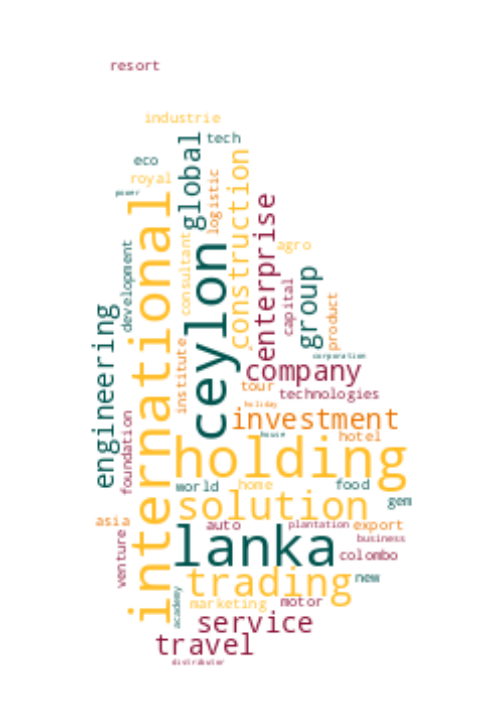 resort
industrie
tech
global
eco
royal
power
logistic
construction
international
enterprise
consultant
development
ceylon
agro
group
capital
product
engineering
corporation
institute
company
tour
technologies
holiday
investment
foundation
house
hotel
holding
world
home
food
solution
gem
asia
auto
plantation
export
lanka
business
venture
colombo
trading
new
academy
marketing
motor
service
travel
distributor